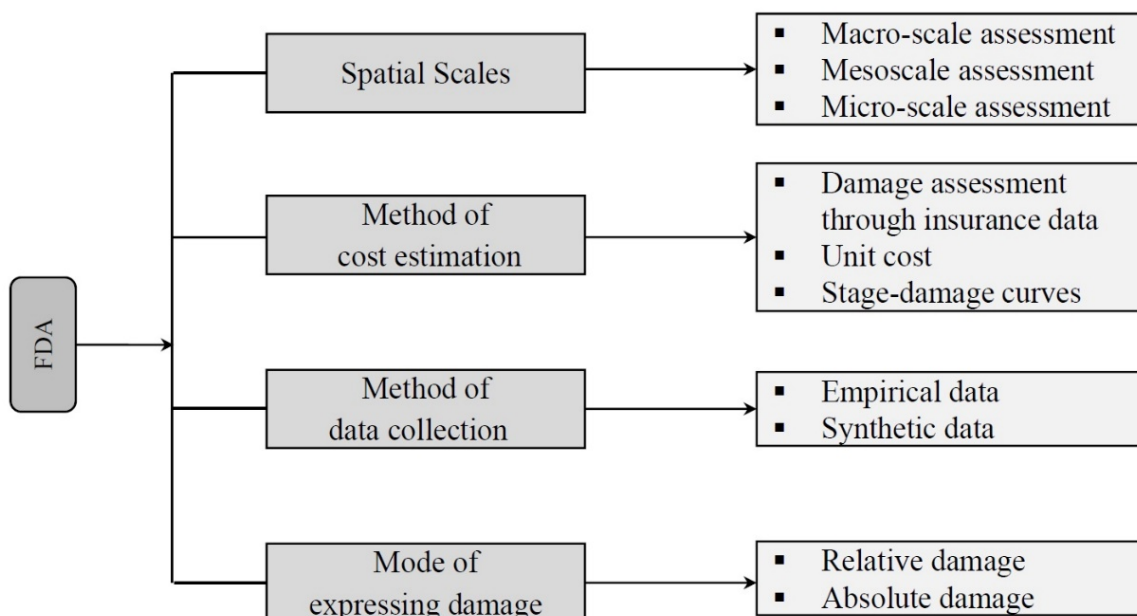 FDA
Spatial Scales
▪ Macro-scale assessment
▪ Mesoscale assessment
▪ Micro-scale assessment
Method of
cost estimation
▪ Damage assessment
through insurance data
▪ Unit cost
▪ Stage-damage curves
Method of
data collection
▪ Empirical data
▪ Synthetic data
Mode of
expressing damage
▪ Relative damage
▪ Absolute damage